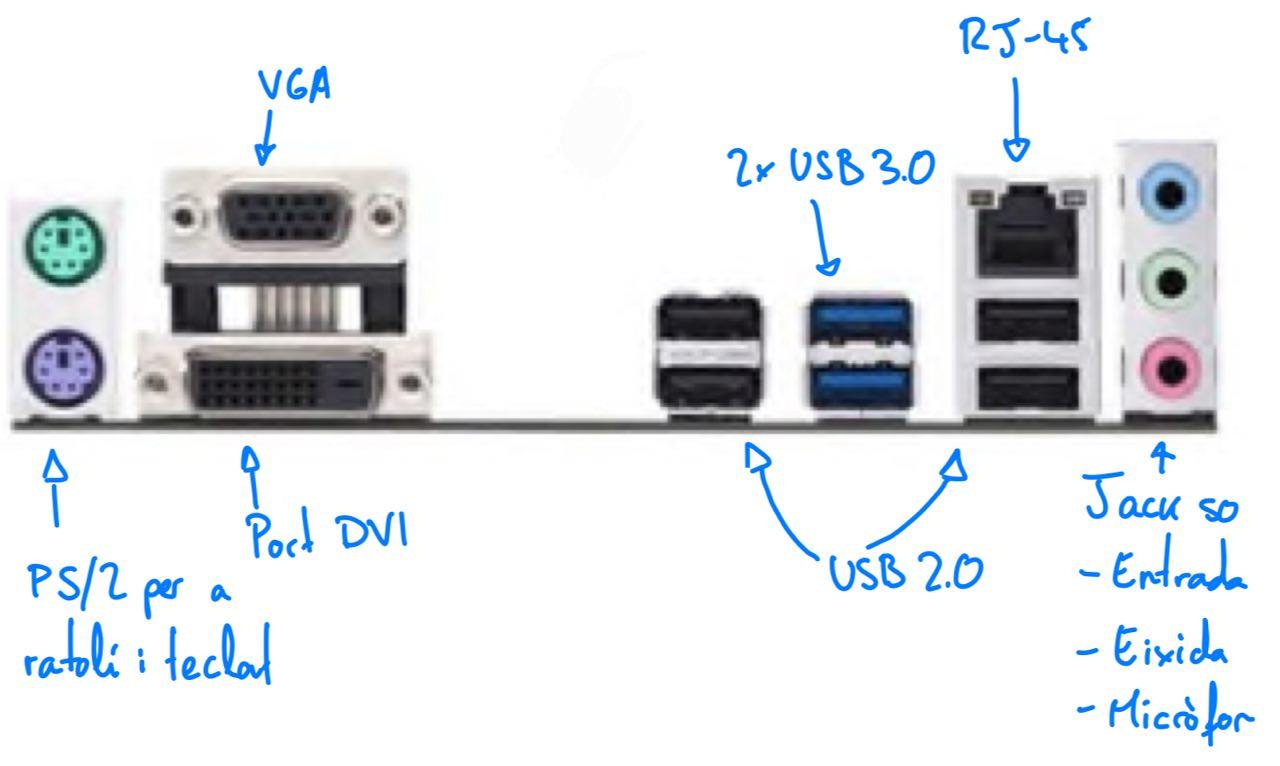 RJ-45
VGA
2x USB 3.0
Port DVI
PS/2 per a
ratolí i teclat
USB 2.0
Jack so
- Entrada
- Eixida
- Micròfon